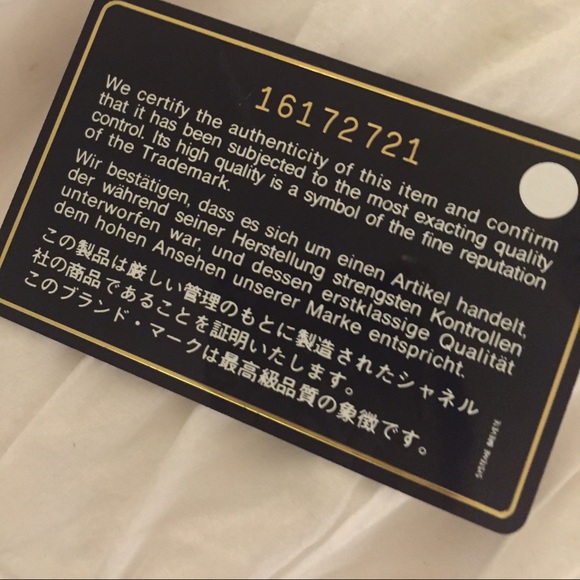 16172721
We certify the authenticity of this item and confirm
that it has been subjected to the most exacting quality
control. Its high quality is a symbol of the fine reputation
of the Trademark.
Wir bestätigen, dass es sich um einen Artikel handelt,
der während seiner Herstellung strengsten Kontrollen
unterworfen war, und dessen erstklassige Qualität
dem hohen Ansehen unserer Marke entspricht.
この製品は厳しい管理のもとに製造されたシャネル
社の商品であることを証明いたします。
このブランド・マークは最高級品質の象徴です。